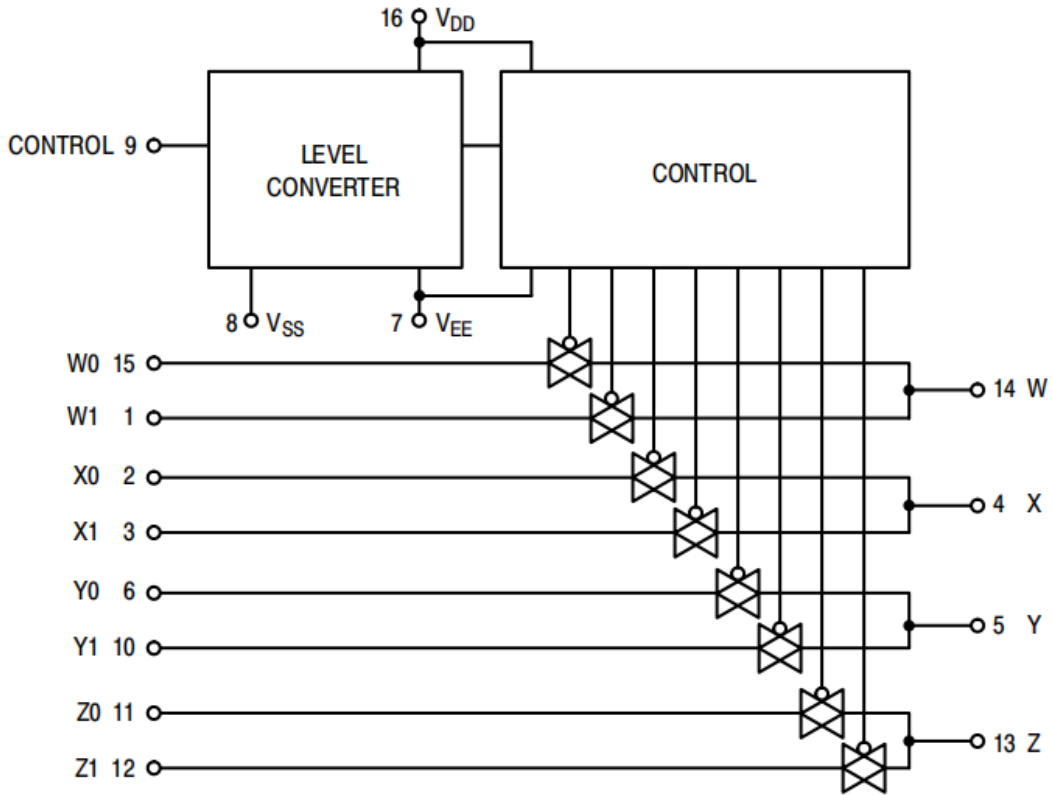 16 VDD
CONTROL 9
LEVEL
CONVERTER
CONTROL
8 VSS
7 VEE
W0 15
14 W
W1 1
X0 2
4 X
X1 3
Y0 6
5 Y
Y1 10
Z0 11
13 Z
Z1 12